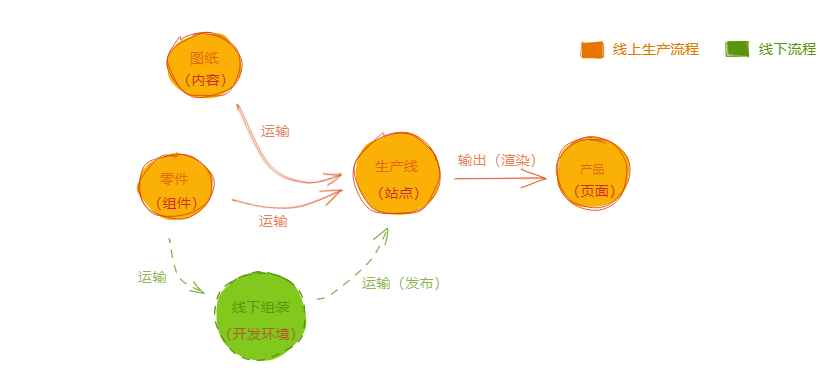 图纸
（内容）
线上生产流程
线下流程
运输
零件
（组件）
运输
生产线
（站点）
输出（渲染）
产品
（页面）
运输
线下组装
（开发环境）
运输（发布）